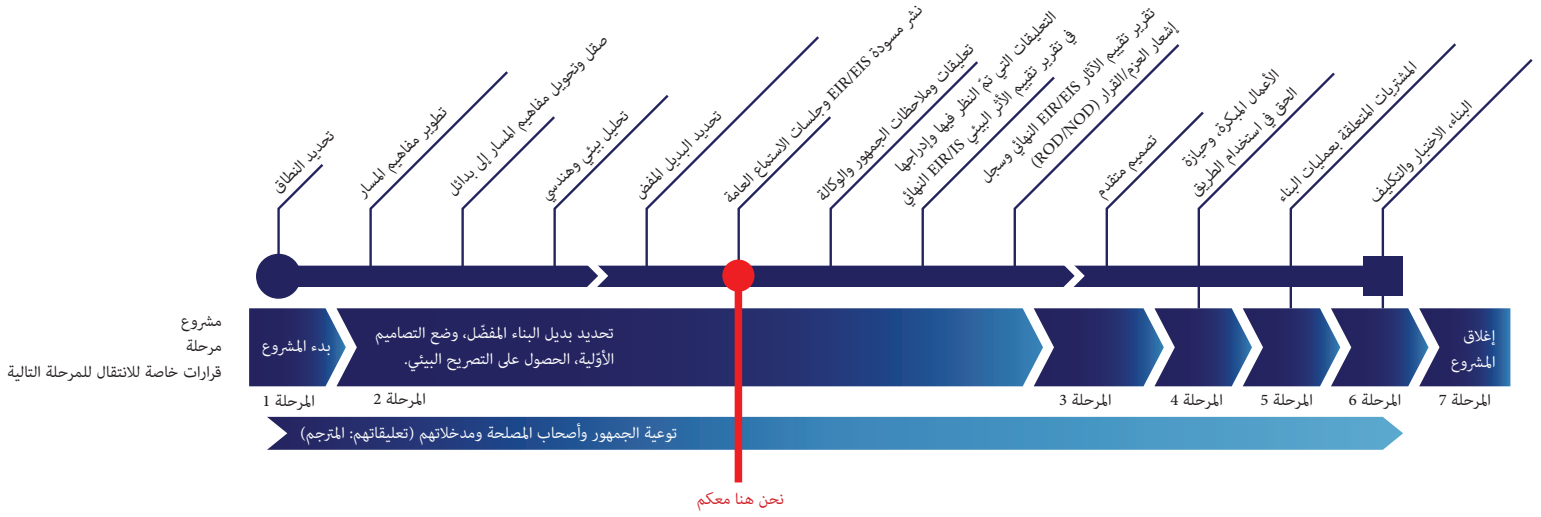 تحديد النطاق
تطوير مفاهيم المسار
صقل وتحويل مفاهيم المسار إلى بدائل
تحليل بيئي وهندسي
تحديد البديل المفض
نشر مسودة EIR/EIS وجلسات الاستماع العامة
تعليقات وملاحظات الجمهور والوكالة
التعليقات التي تمّ النظر فيها وإدراجها
في تقرير تقييم الأثر البيئي EIR/IS النهائي
تقرير تقييم الآثار EIR/EIS النهائي وسجل
إشعار العزم/القرار (ROD/NOD)
تصميم متقدم
الأعمال المبكرة، وحيازة
الحق في استخدام الطريق
المشتريات المتعلقة بعمليات البناء
البناء، الاختبار والتكليف
مشروع
مرحلة
قرارات خاصة للانتقال للمرحلة التالية
بدء المشروع
تحديد بديل البناء المفضّل، وضع التصاميم
الأوّلية، الحصول على التصريح البيئي.
إغلاق
المشروع
المرحلة 1
المرحلة 2
المرحلة 3
المرحلة 4
المرحلة 5
المرحلة 6
المرحلة 7
توعية الجمهور وأصحاب المصلحة ومدخلاتهم (تعليقاتهم: المترجم)
نحن هنا معكم